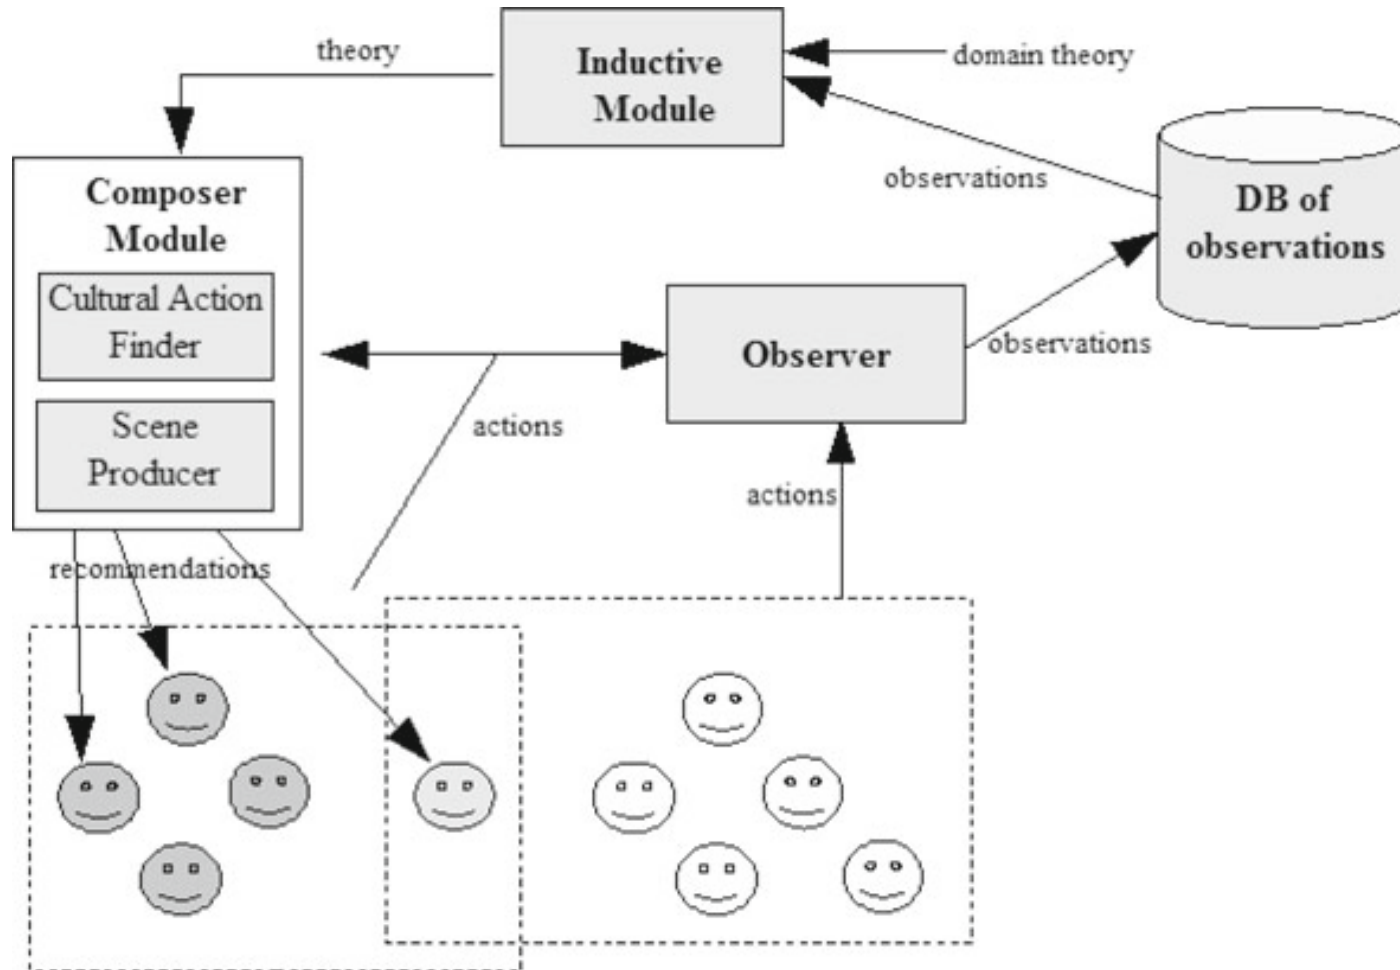 theory
Inductive
Module
domain theory
observations
DB of
observations
Composer
Module
Cultural Action
Finder
Scene
Producer
Observer
observations
actions
actions
recommendations